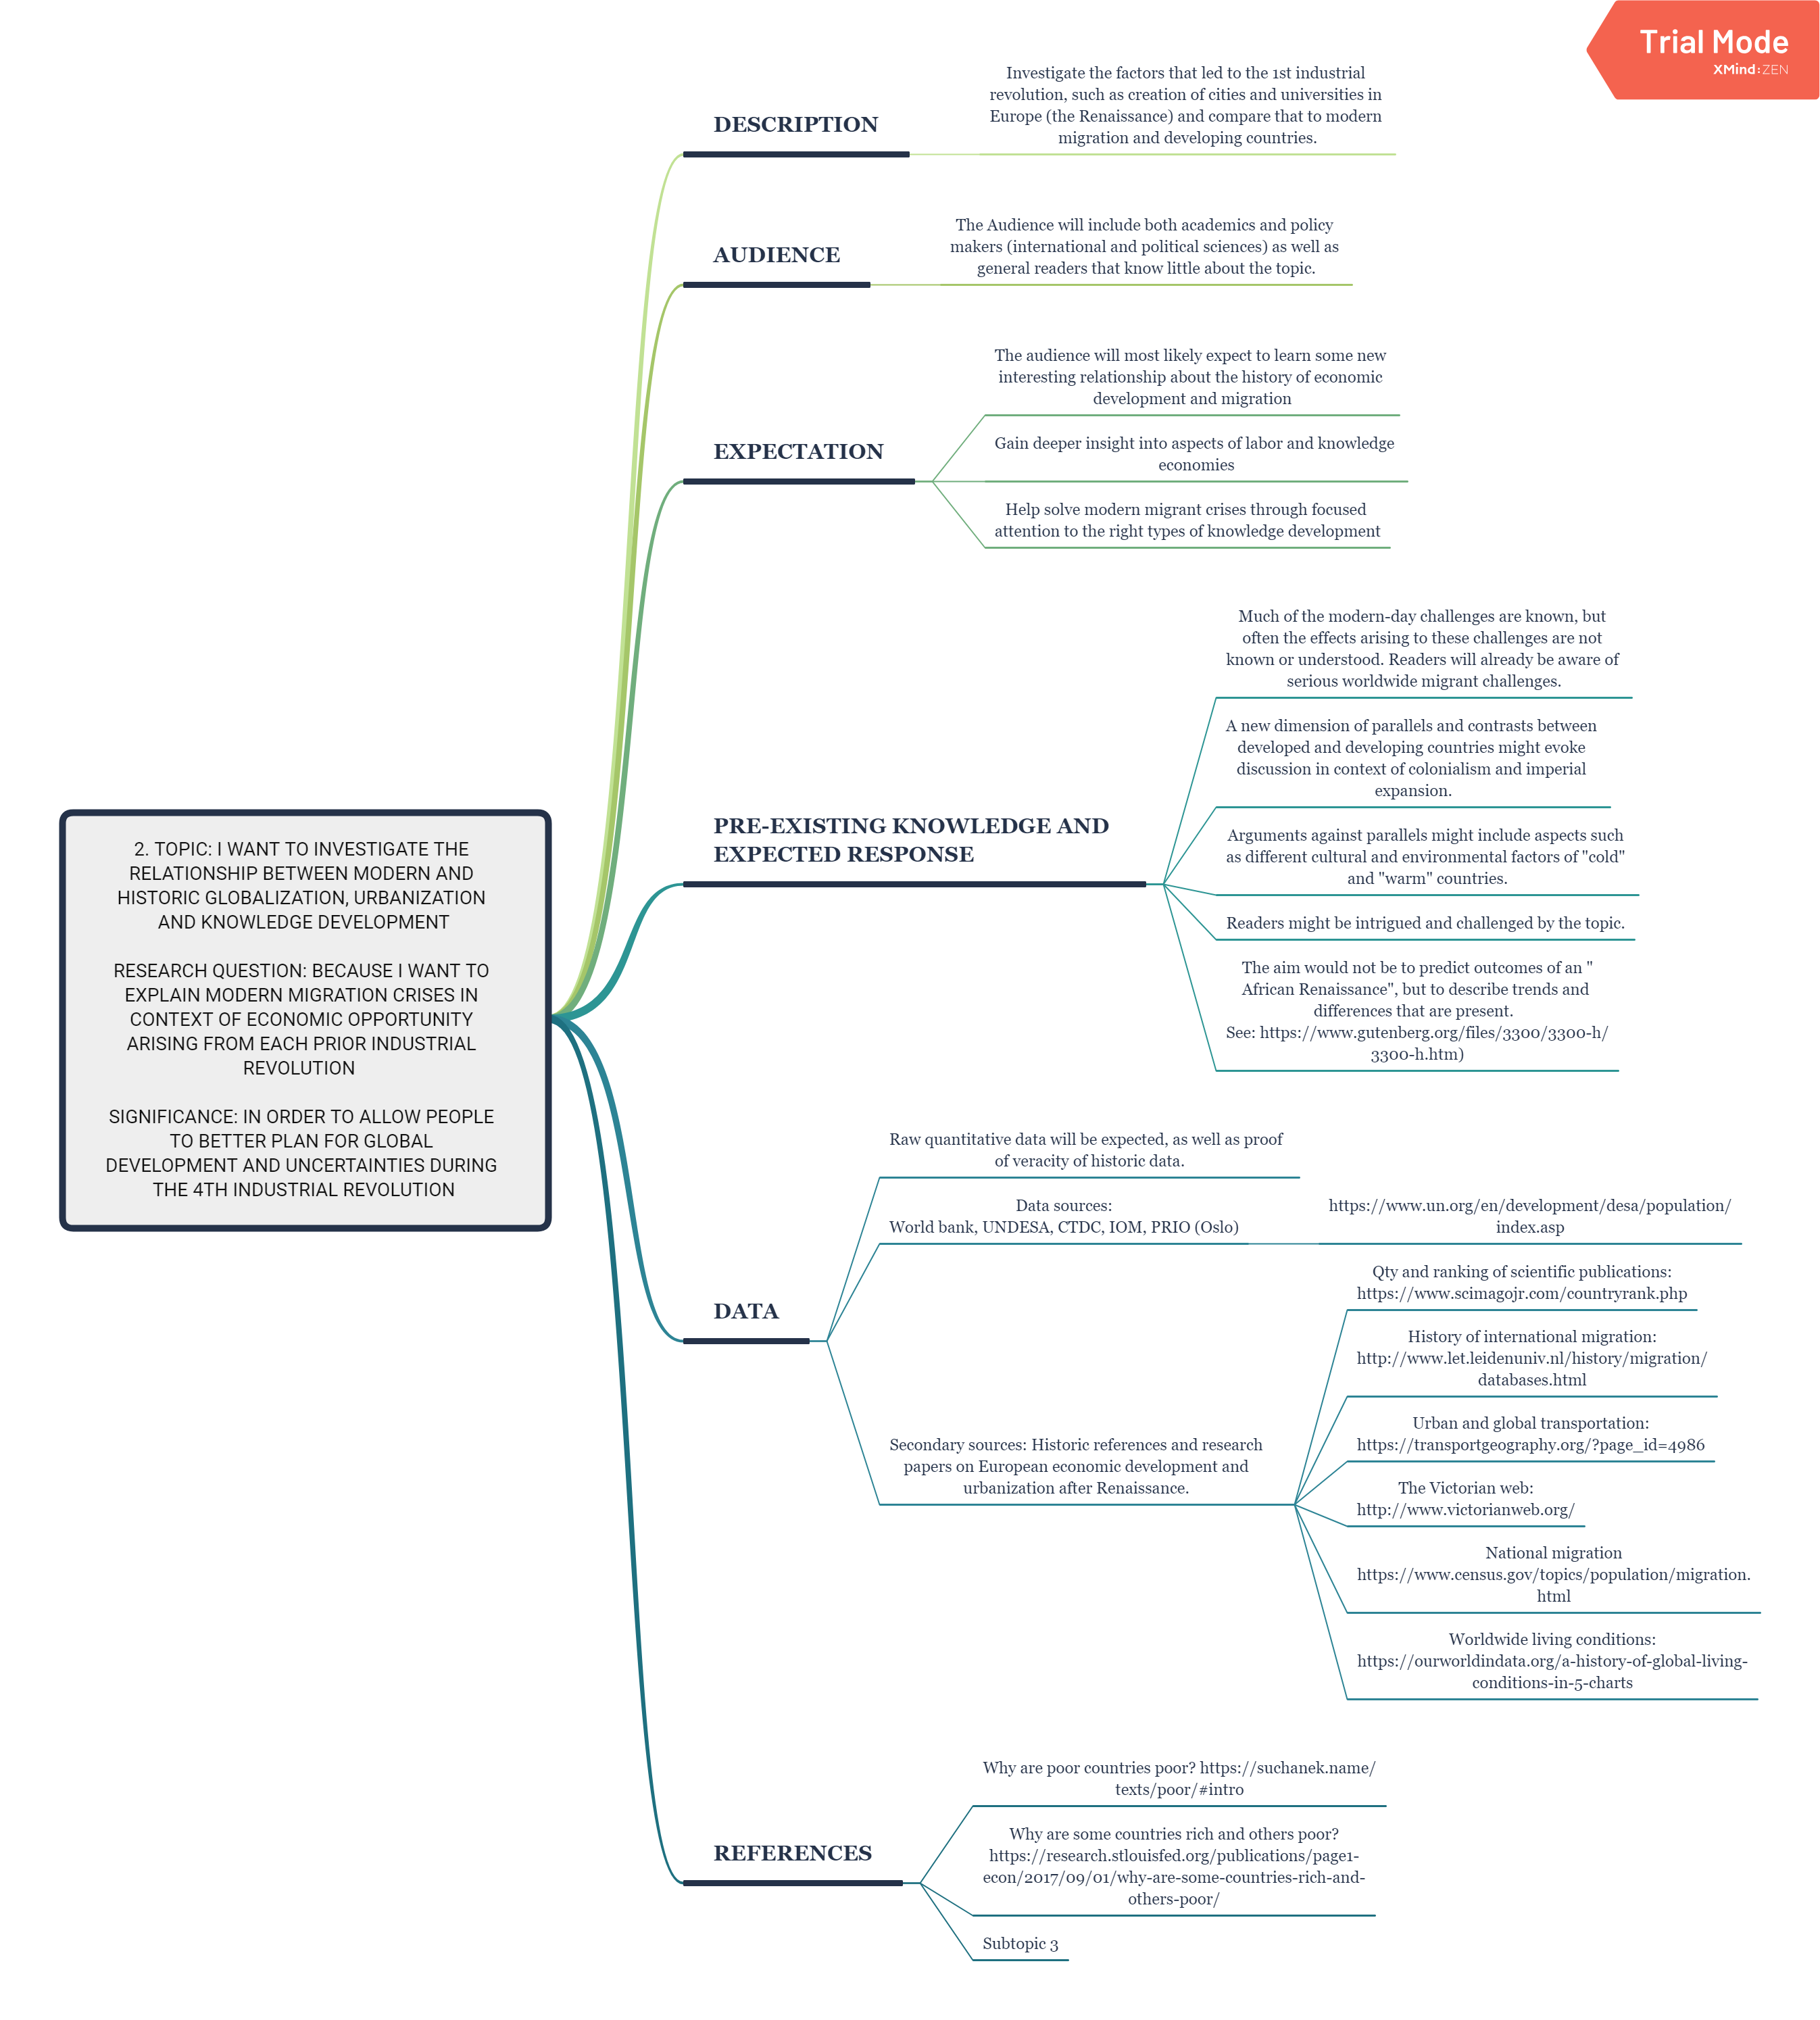 Trial Mode
XMind:ZEN
DESCRIPTION
Investigate the factors that led to the 1st industrial
revolution, such as creation of cities and universities in
Europe (the Renaissance) and compare that to modern
migration and developing countries.
AUDIENCE
The Audience will include both academics and policy
makers (international and political sciences) as well as
general readers that know little about the topic.
EXPECTATION
The audience will most likely expect to learn some new
interesting relationship about the history of economic
development and migration
Gain deeper insight into aspects of labor and knowledge
economies
Help solve modern migrant crises through focused
attention to the right types of knowledge development
2. TOPIC: I WANT TO INVESTIGATE THE
RELATIONSHIP BETWEEN MODERN AND
HISTORIC GLOBALIZATION, URBANIZATION
AND KNOWLEDGE DEVELOPMENT
RESEARCH QUESTION: BECAUSE I WANT TO
EXPLAIN MODERN MIGRATION CRISES IN
CONTEXT OF ECONOMIC OPPORTUNITY
ARISING FROM EACH PRIOR INDUSTRIAL
REVOLUTION
SIGNIFICANCE: IN ORDER TO ALLOW PEOPLE
TO BETTER PLAN FOR GLOBAL
DEVELOPMENT AND UNCERTAINTIES DURING
THE 4TH INDUSTRIAL REVOLUTION
PRE-EXISTING KNOWLEDGE AND
EXPECTED RESPONSE
Much of the modern-day challenges are known, but
often the effects arising to these challenges are not
known or understood. Readers will already be aware of
serious worldwide migrant challenges.
A new dimension of parallels and contrasts between
developed and developing countries might evoke
discussion in context of colonialism and imperial
expansion.
Arguments against parallels might include aspects such
as different cultural and environmental factors of "cold"
and "warm" countries.
Readers might be intrigued and challenged by the topic.
The aim would not be to predict outcomes of an "
African Renaissance", but to describe trends and
differences that are present.
See: https://www.gutenberg.org/files/3300/3300-h/
3300-h.htm)
DATA
Raw quantitative data will be expected, as well as proof
of veracity of historic data.
Data sources:
World bank, UNDESA, CTDC, IOM, PRIO (Oslo)
https://www.un.org/en/development/desa/population/
index.asp
Secondary sources: Historic references and research
papers on European economic development and
urbanization after Renaissance.
Qty and ranking of scientific publications:
https://www.scimagojr.com/countryrank.php
History of international migration:
http://www.let.leidenuniv.nl/history/migration/
databases.html
Urban and global transportation:
https://transportgeography.org/?page_id=4986
The Victorian web:
http://www.victorianweb.org/
National migration
https://www.census.gov/topics/population/migration.
html
Worldwide living conditions:
https://ourworldindata.org/a-history-of-global-living-
conditions-in-5-charts
REFERENCES
Why are poor countries poor? https://suchanek.name/
texts/poor/#intro
Why are some countries rich and others poor?
https://research.stlouisfed.org/publications/page1-
econ/2017/09/01/why-are-some-countries-rich-and-
others-poor/
Subtopic 3